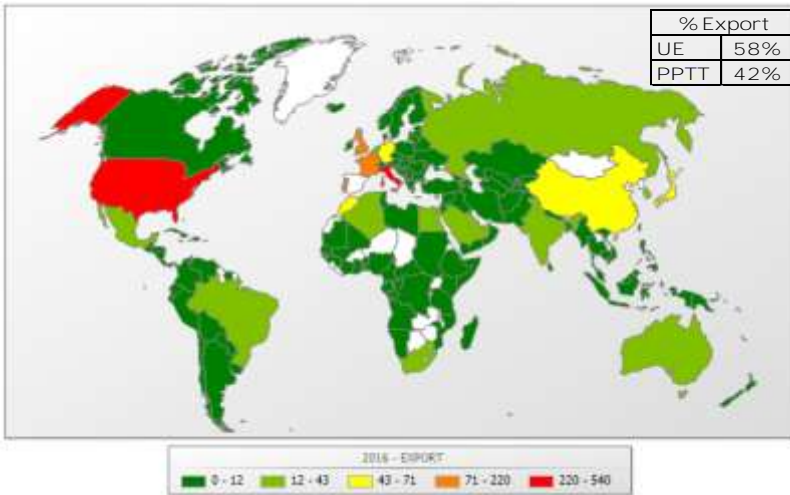 % Export
UE 58%
PPTT 42%
2016 - EXPORT
0 - 12 12 - 43 43 - 71 71 - 220 220 - 540